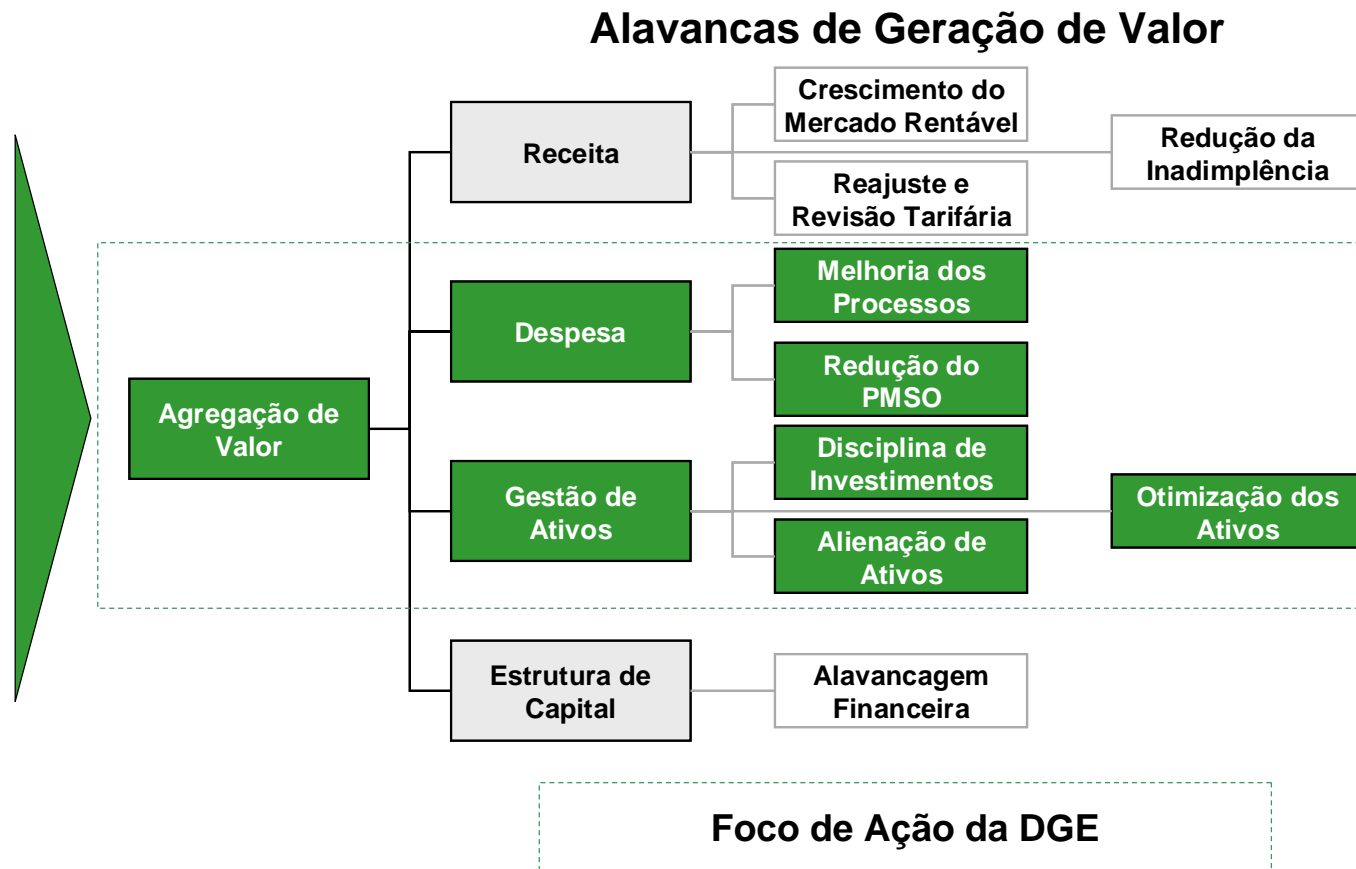 Alavancas de Geração de Valor
Crescimento do
Mercado Rentável
Receita
Redução da
Inadimplência
Reajuste e
Revisão Tarifária
Melhoria dos
Processos
Despesa
Redução do
PMSO
Agregação de
Valor
Disciplina de
Investimentos
Gestão de
Ativos
Otimização dos
Ativos
Alienação de
Ativos
Estrutura de
Capital
Alavancagem
Financeira
Foco de Ação da DGE